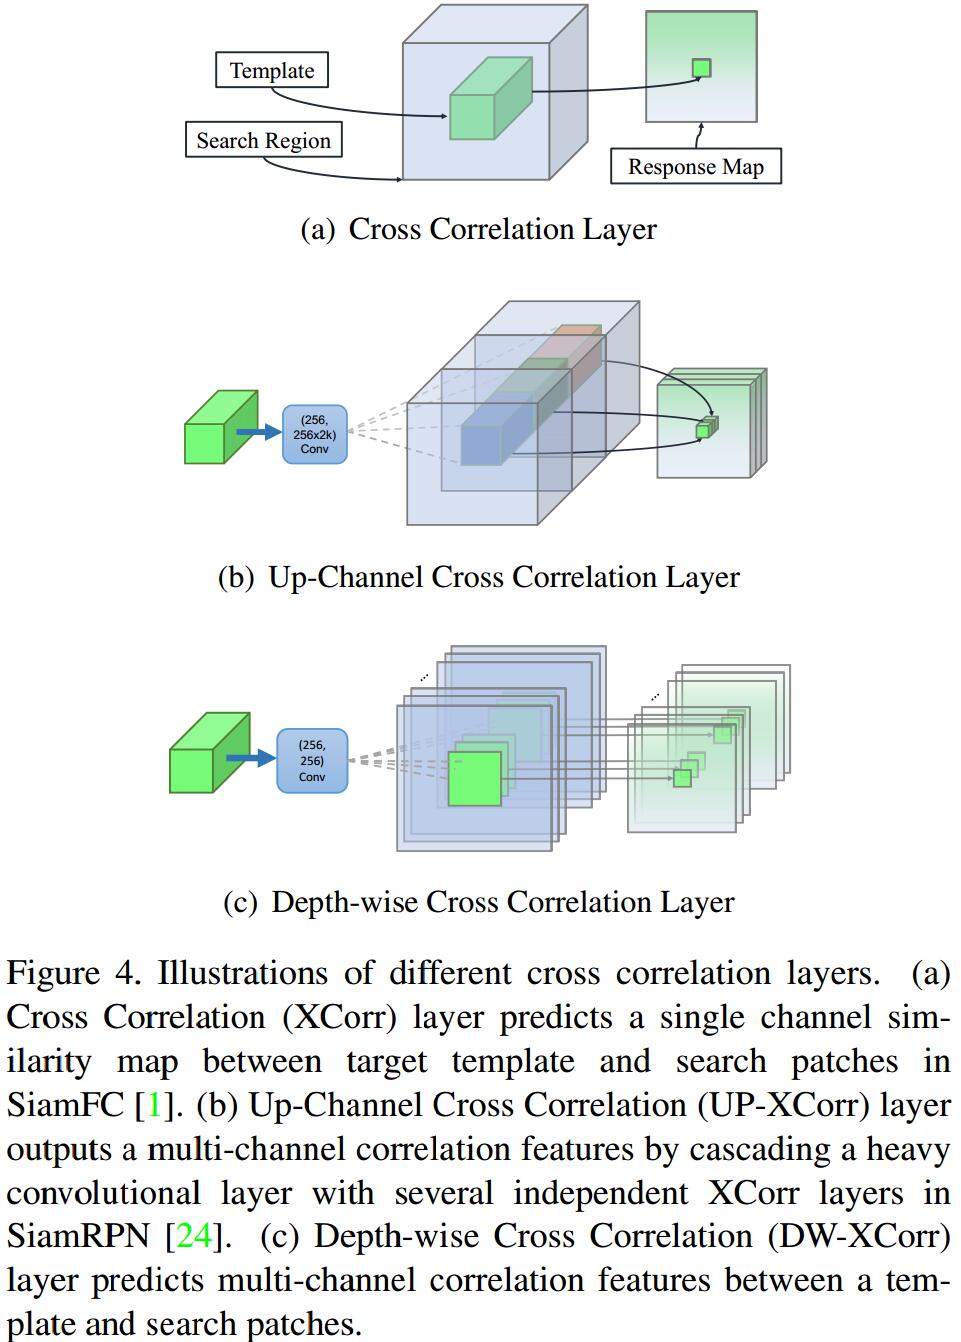 Template
Search Region
Response Map
(a) Cross Correlation Layer
(256,
256x2k)
Conv
(b) Up-Channel Cross Correlation Layer
(256,
256)
Conv
(c) Depth-wise Cross Correlation Layer
Figure 4. Illustrations of different cross correlation layers. (a)
Cross Correlation (XCorr) layer predicts a single channel sim-
ilarity map between target template and search patches in
SiamFC [1]. (b) Up-Channel Cross Correlation (UP-XCorr) layer
outputs a multi-channel correlation features by cascading a heavy
convolutional layer with several independent XCorr layers in
SiamRPN [24]. (c) Depth-wise Cross Correlation (DW-XCorr)
layer predicts multi-channel correlation features between a tem-
plate and search patches.